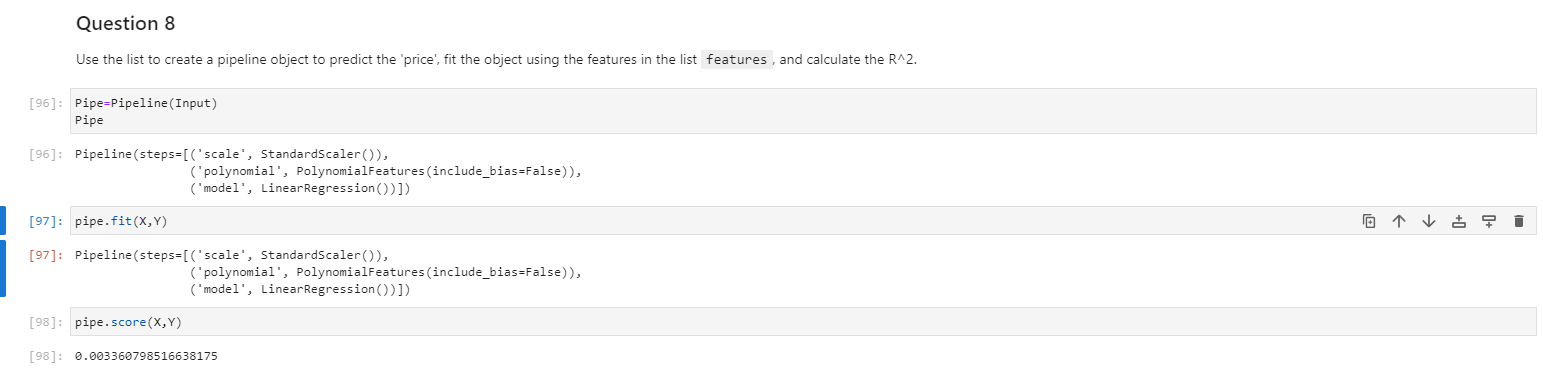 Question 8
Use the list to create a pipeline object to predict the 'price', fit the object using the features in the list features , and calculate the R^2.
[96]: Pipe=Pipeline(Input)
Pipe
[96]: Pipeline(steps=[('scale', StandardScaler()),
('polynomial', PolynomialFeatures(include_bias=False)),
('model', LinearRegression())])
[97]: pipe.fit(X,Y)
[97]: Pipeline(steps=[('scale', StandardScaler()),
('polynomial', PolynomialFeatures(include_bias=False)),
('model', LinearRegression())])
[98]: pipe.score(X,Y)
[98]: 0.003360798516638175